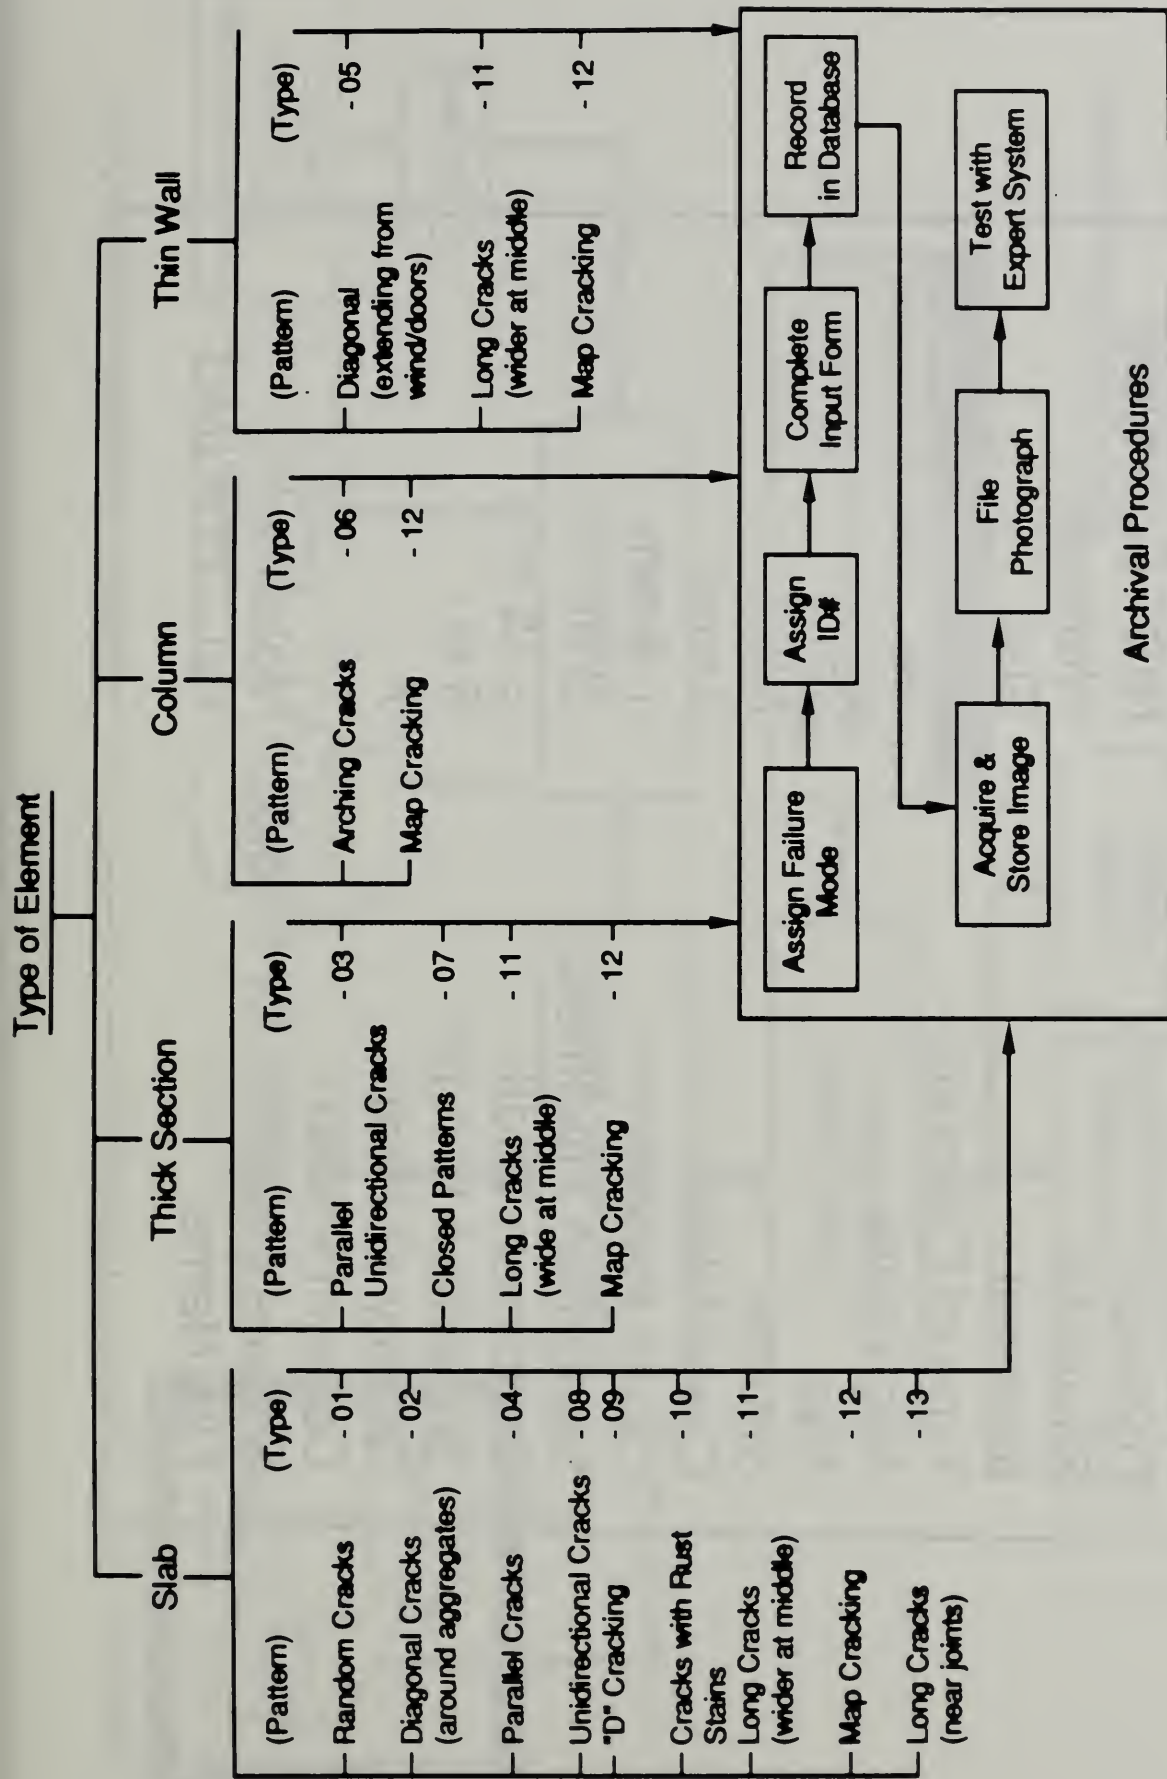 Type of Element
Slab
(Pattern) (Type)
Random Cracks - 01
Diagonal Cracks - 02
(around aggregates)
Parallel Cracks - 04
Unidirectional Cracks - 08
"D" Cracking - 09
Cracks with Rust - 10
Stains
Long Cracks - 11
(wider at middle)
Map Cracking - 12
Long Cracks - 13
(near joints)
Thick Section
(Pattern) (Type)
Parallel - 03
Unidirectional Cracks
Closed Patterns - 07
Long Cracks - 11
(wide at middle)
Map Cracking - 12
Column
(Pattern) (Type)
Arching Cracks - 06
Map Cracking - 12
Thin Wall
(Pattern) (Type)
Diagonal - 05
(extending from
wind/doors)
Long Cracks - 11
(wider at middle)
Map Cracking - 12
Assign Failure
Mode
Assign
ID#
Complete
Input Form
Record
in Database
Acquire &
Store Image
File
Photograph
Test with
Expert System
Archival Procedures